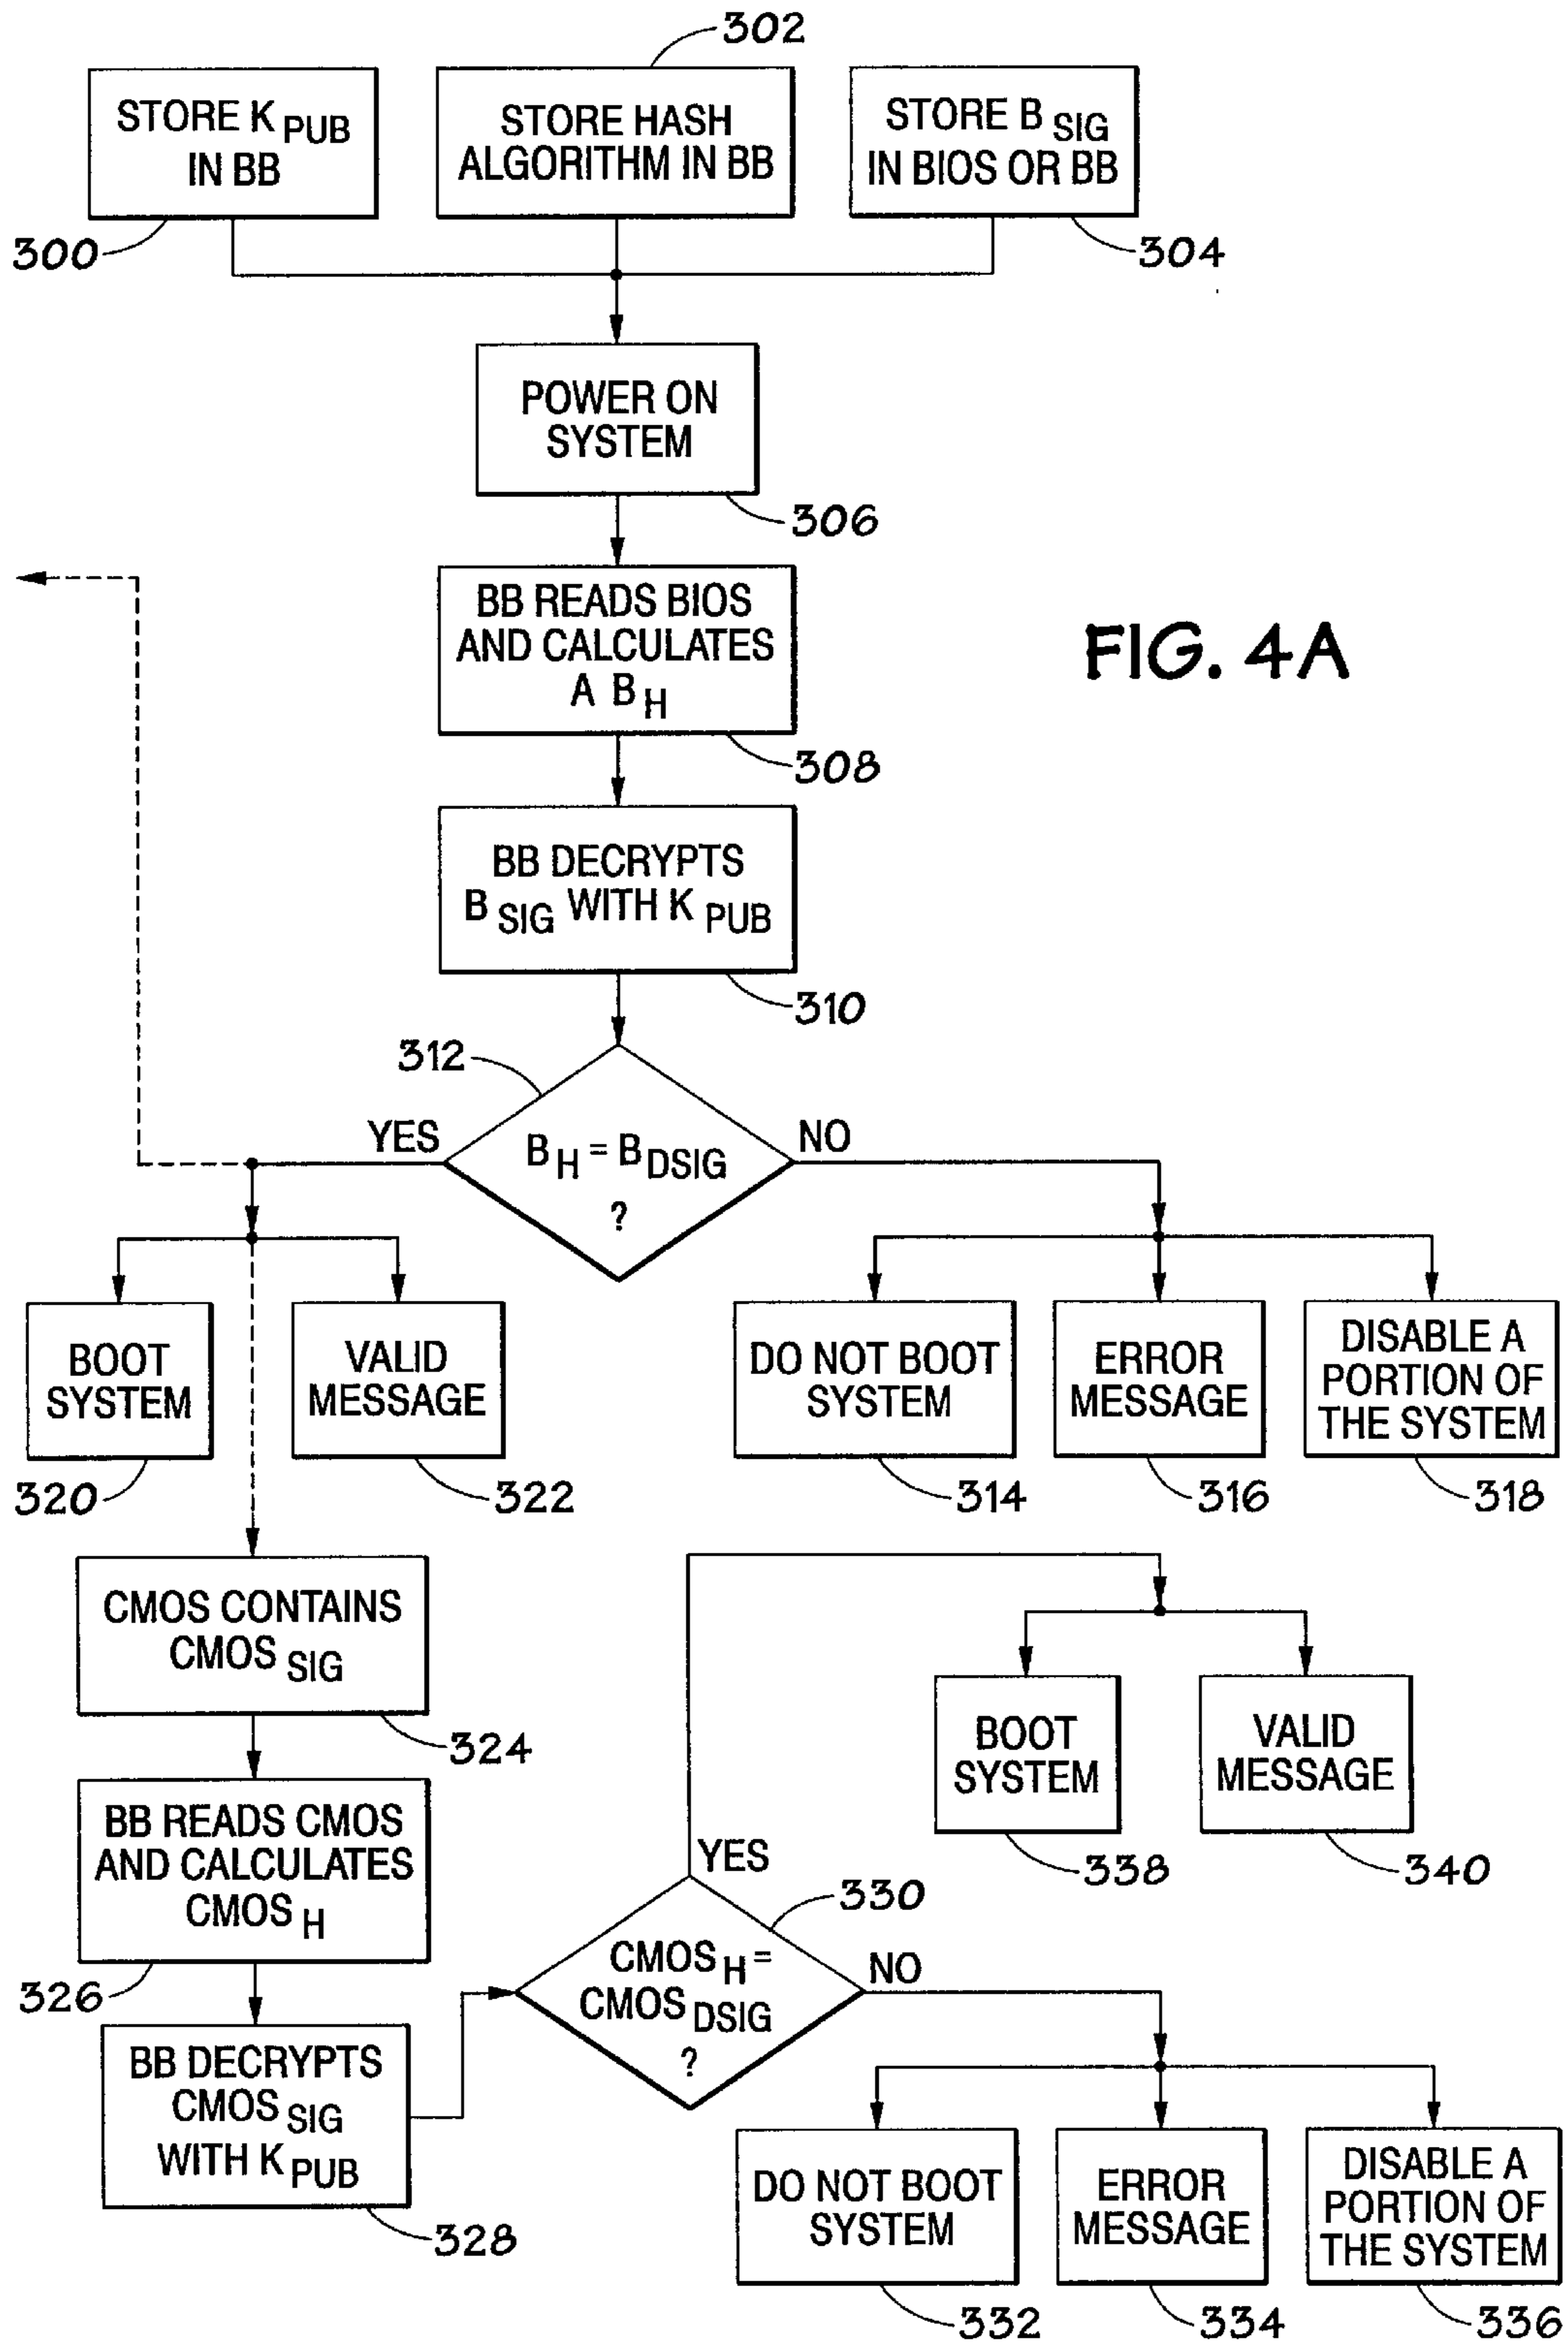 302
STORE K PUB
IN BB
STORE HASH
ALGORITHM IN BB
STORE B SIG
IN BIOS OR BB
300
304
POWER ON
SYSTEM
306
BB READS BIOS
AND CALCULATES
A B H
FIG. 4A
308
BB DECRYPTS
B SIG WITH K PUB
310
312
YES
NO
B H = B DSIG
?
BOOT
SYSTEM
VALID
MESSAGE
DO NOT BOOT
SYSTEM
ERROR
MESSAGE
DISABLE A
PORTION OF
THE SYSTEM
320
322
314
316
318
CMOS CONTAINS
CMOS SIG
324
BOOT
SYSTEM
VALID
MESSAGE
338
340
BB READS CMOS
AND CALCULATES
CMOS H
326
YES
330
CMOS H =
CMOS DSIG
?
NO
BB DECRYPTS
CMOS SIG
WITH K PUB
328
DO NOT BOOT
SYSTEM
ERROR
MESSAGE
DISABLE A
PORTION OF
THE SYSTEM
332
334
336